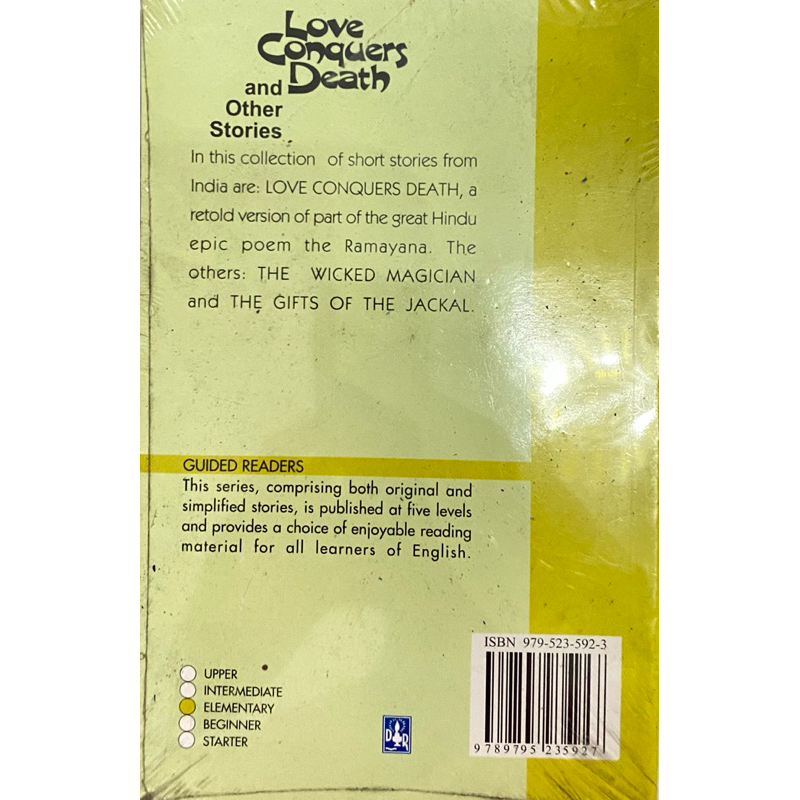 Love
Conquers
Death
and
Other
Stories
In this collection of short stories from
India are: LOVE CONQUERS DEATH, a
retold version of part of the great Hindu
epic poem the Ramayana. The
others: THE WICKED MAGICIAN
and THE GIFTS OF THE JACKAL.
GUIDED READERS
This series, comprising both original and
simplified stories, is published at five levels
and provides a choice of enjoyable reading
material for all learners of English.
UPPER
INTERMEDIATE
ELEMENTARY
BEGINNER
STARTER
D R
ISBN 979-523-592-3
9 789795 235927